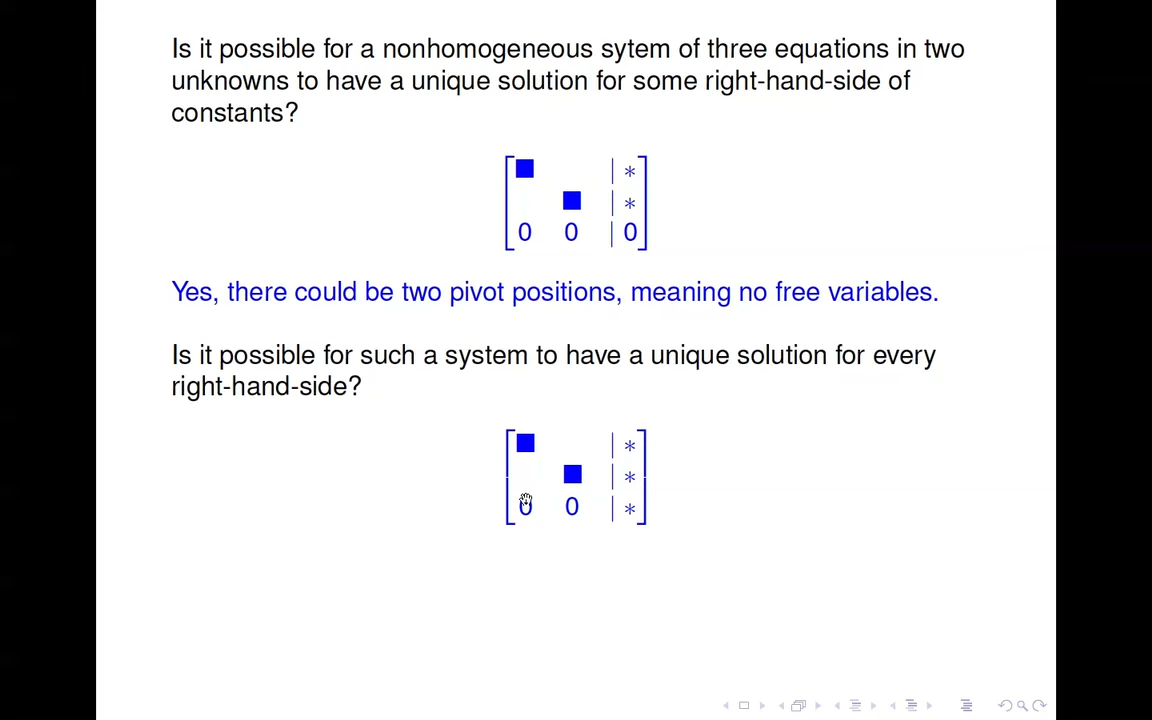 Is it possible for a nonhomogeneous sytem of three equations in two
unknowns to have a unique solution for some right-hand-side of
constants?
■ | *
■ | *
0 0 | 0
Yes, there could be two pivot positions, meaning no free variables.
Is it possible for such a system to have a unique solution for every
right-hand-side?
■ | *
■ | *
0 0 | *